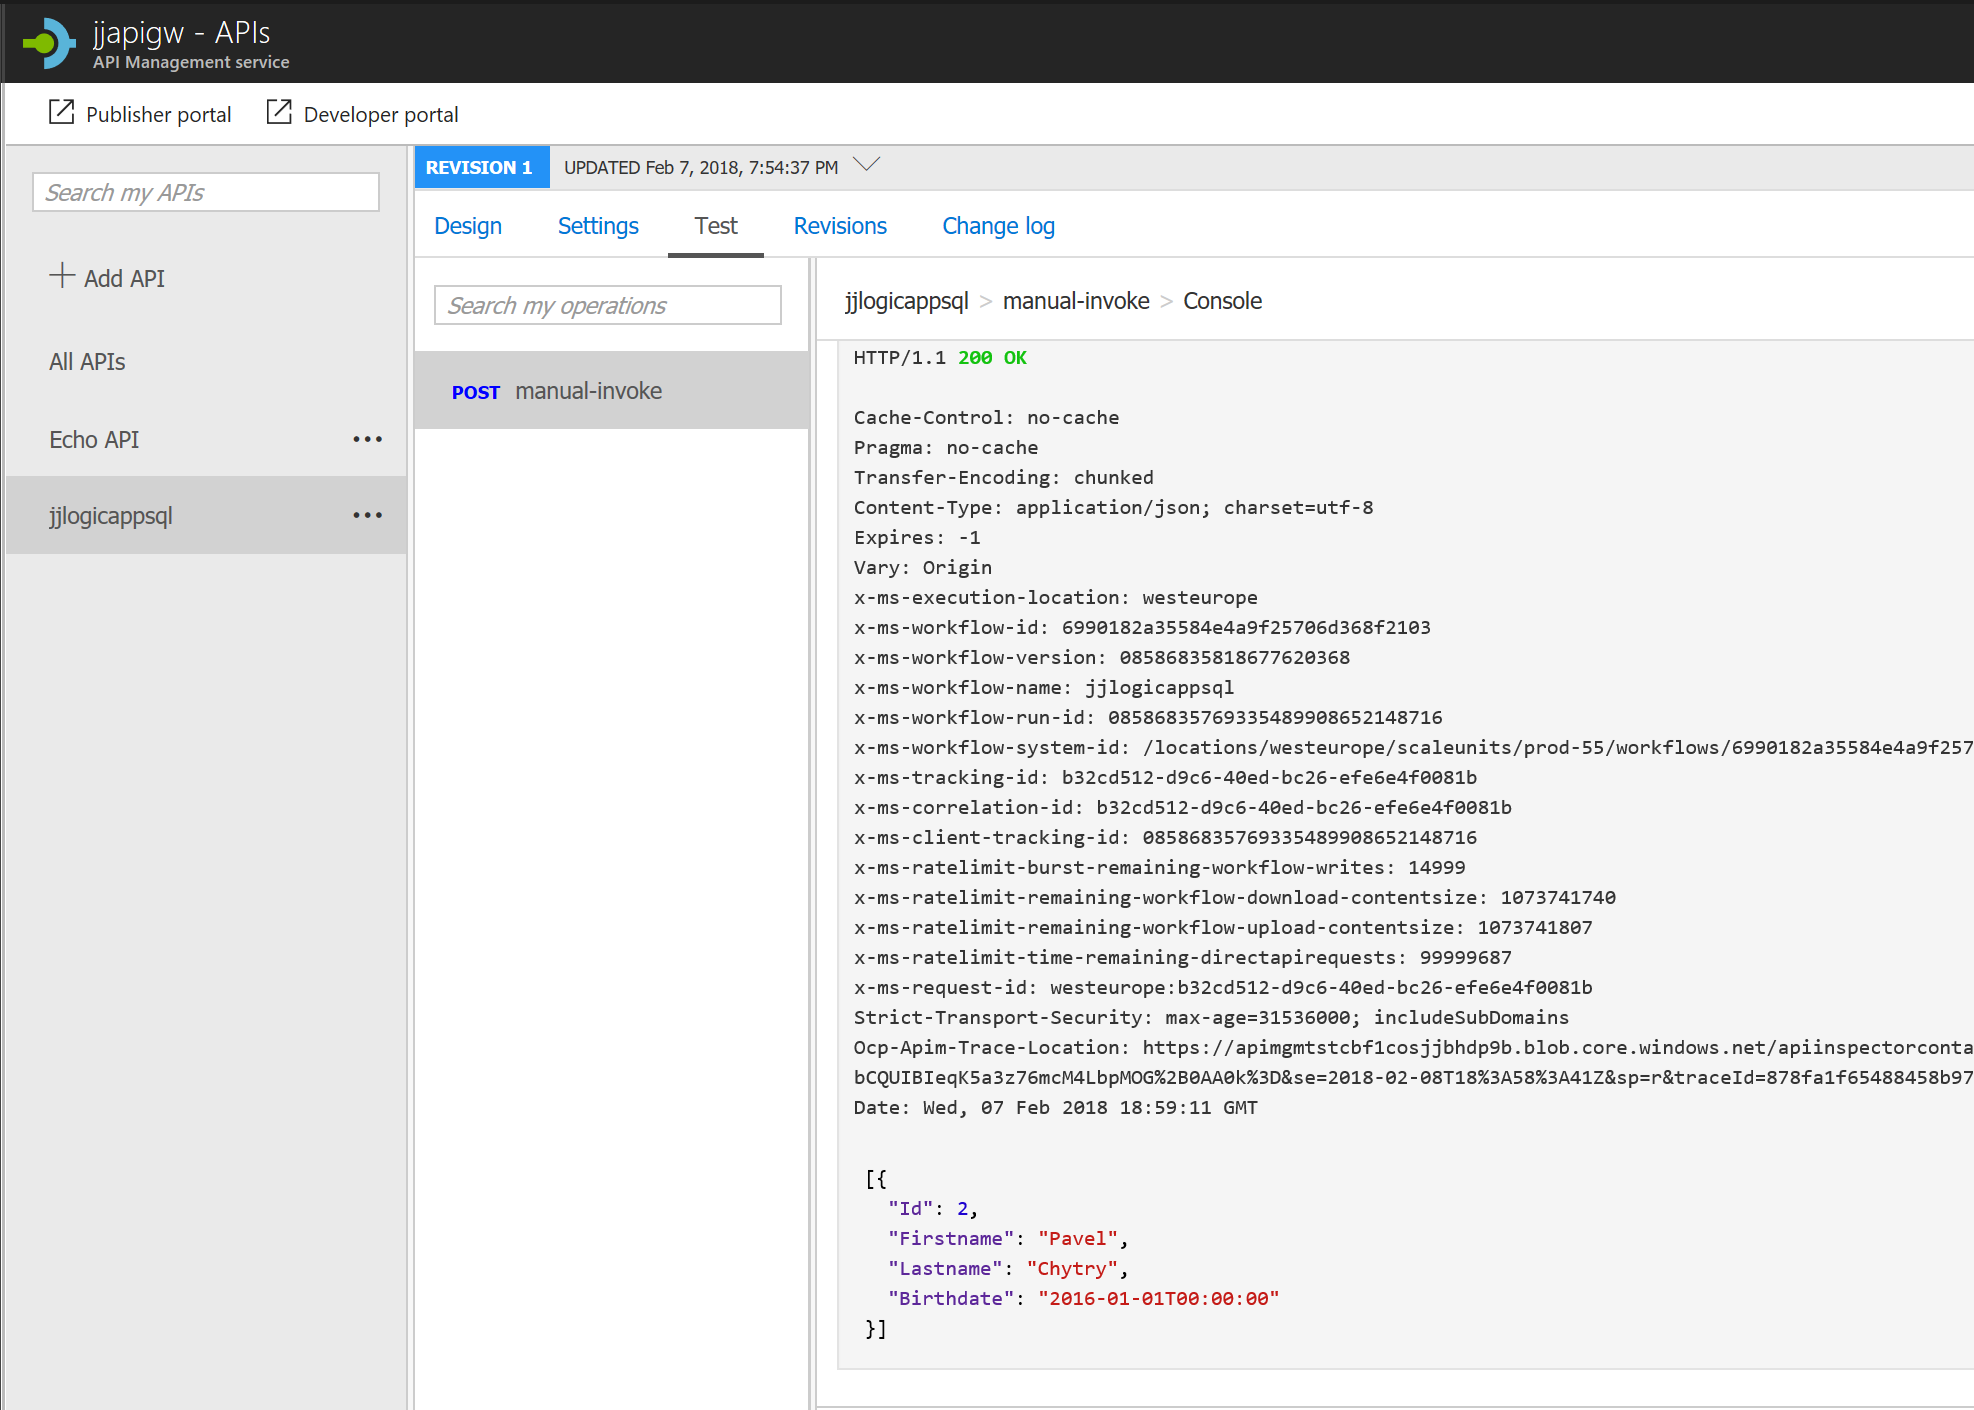 jjapigw - APIs
API Management service
Publisher portal
Developer portal
Search my APIs
Add API
All APIs
Echo API
jjlogicappsql
REVISION 1
UPDATED Feb 7, 2018, 7:54:37 PM
Design
Settings
Test
Revisions
Change log
Search my operations
POST manual-invoke
jjlogicappsql > manual-invoke > Console
HTTP/1.1 200 OK
Cache-Control: no-cache
Pragma: no-cache
Transfer-Encoding: chunked
Content-Type: application/json; charset=utf-8
Expires: -1
Vary: Origin
x-ms-execution-location: westeurope
x-ms-workflow-id: 6990182a35584e4a9f25706d368f2103
x-ms-workflow-version: 08586835818677620368
x-ms-workflow-name: jjlogicappsql
x-ms-workflow-run-id: 08586835769335489908652148716
x-ms-workflow-system-id: /locations/westeurope/scaleunits/prod-55/workflows/6990182a35584e4a9f257
x-ms-tracking-id: b32cd512-d9c6-40ed-bc26-efe6e4f0081b
x-ms-correlation-id: b32cd512-d9c6-40ed-bc26-efe6e4f0081b
x-ms-client-tracking-id: 08586835769335489908652148716
x-ms-ratelimit-burst-remaining-workflow-writes: 14999
x-ms-ratelimit-remaining-workflow-download-contentsize: 1073741740
x-ms-ratelimit-remaining-workflow-upload-contentsize: 1073741807
x-ms-ratelimit-time-remaining-directapirequests: 99999687
x-ms-request-id: westeurope:b32cd512-d9c6-40ed-bc26-efe6e4f0081b
Strict-Transport-Security: max-age=31536000; includeSubDomains
Ocp-Apim-Trace-Location: https://apimgmtstcbf1cosjjbhdp9b.blob.core.windows.net/apiinspectorconta
bCQUIBIeqK5a3z76mcM4LbpMOG%2B0AA0k%3D&se=2018-02-08T18%3A58%3A41Z&sp=r&traceId=878fa1f65488458b97
Date: Wed, 07 Feb 2018 18:59:11 GMT
[{
"Id": 2,
"Firstname": "Pavel",
"Lastname": "Chytry",
"Birthdate": "2016-01-01T00:00:00"
}]